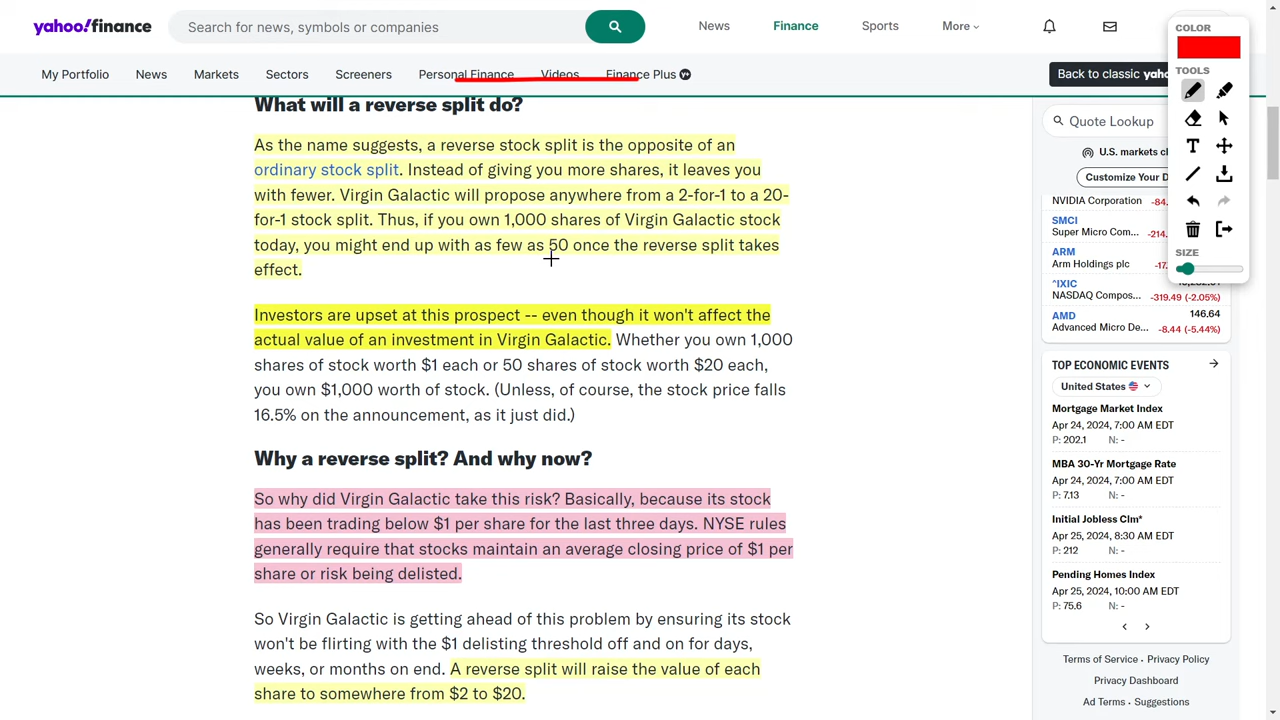 yahoo!finance
Search for news, symbols or companies
News
Finance
Sports
More
COLOR
TOOLS
T
SIZE
My Portfolio
News
Markets
Sectors
Screeners
Personal Finance
Videos
Finance Plus
Back to classic
What will a reverse split do?
As the name suggests, a reverse stock split is the opposite of an
ordinary stock split. Instead of giving you more shares, it leaves you
with fewer. Virgin Galactic will propose anywhere from a 2-for-1 to a 20-
for-1 stock split. Thus, if you own 1,000 shares of Virgin Galactic stock
today, you might end up with as few as 50 once the reverse split takes
effect.
Investors are upset at this prospect -- even though it won't affect the
actual value of an investment in Virgin Galactic. Whether you own 1,000
shares of stock worth $1 each or 50 shares of stock worth $20 each,
you own $1,000 worth of stock. (Unless, of course, the stock price falls
16.5% on the announcement, as it just did.)
Why a reverse split? And why now?
So why did Virgin Galactic take this risk? Basically, because its stock
has been trading below $1 per share for the last three days. NYSE rules
generally require that stocks maintain an average closing price of $1 per
share or risk being delisted.
So Virgin Galactic is getting ahead of this problem by ensuring its stock
won't be flirting with the $1 delisting threshold off and on for days,
weeks, or months on end. A reverse split will raise the value of each
share to somewhere from $2 to $20.
Quote Lookup
U.S. markets cl
Customize Your D
NVIDIA Corporation -84.
SMCI
Super Micro Com... -214.
ARM
Arm Holdings plc -17.
^IXIC
NASDAQ Compos... -319.49 (-2.05%)
AMD 146.64
Advanced Micro De... -8.44 (-5.44%)
TOP ECONOMIC EVENTS
United States
Mortgage Market Index
Apr 24, 2024, 7:00 AM EDT
P: 202.1 N: -
MBA 30-Yr Mortgage Rate
Apr 24, 2024, 7:00 AM EDT
P: 7.13 N: -
Initial Jobless Clm*
Apr 25, 2024, 8:30 AM EDT
P: 212 N: -
Pending Homes Index
Apr 25, 2024, 10:00 AM EDT
P: 75.6 N: -
Terms of Service • Privacy Policy
Privacy Dashboard
Ad Terms • Suggestions